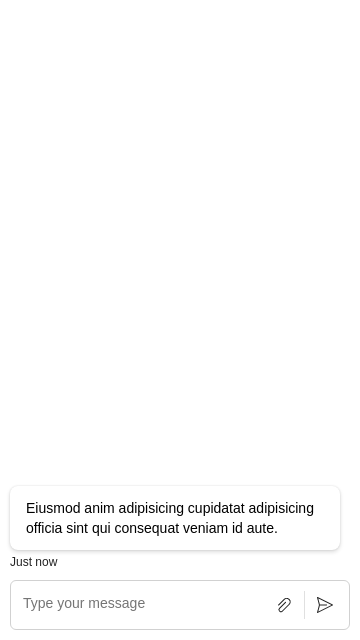 Eiusmod anim adipisicing cupidatat adipisicing
officia sint qui consequat veniam id aute.
Just now
Type your message